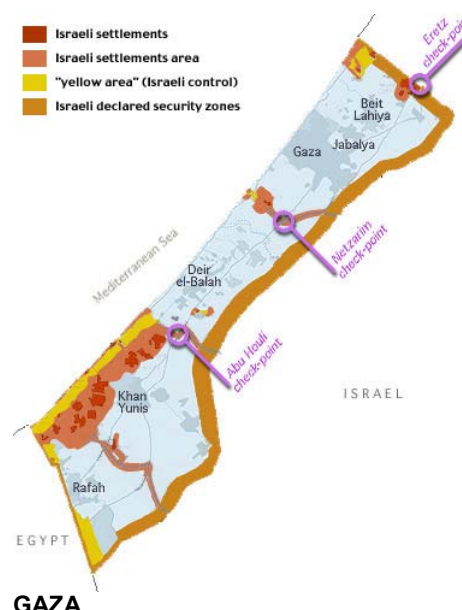 Israeli settlements
Israeli settlements area
"yellow area" (Israeli control)
Israeli declared security zones
Eretz
check-point
Beit
Lahiya
Jabalya
Gaza
Netzarim
check-point
Mediterranean Sea
Deir
el-Balah
Abu Houli
check-point
ISRAEL
Khan
Yunis
Rafah
EGYPT
GAZA